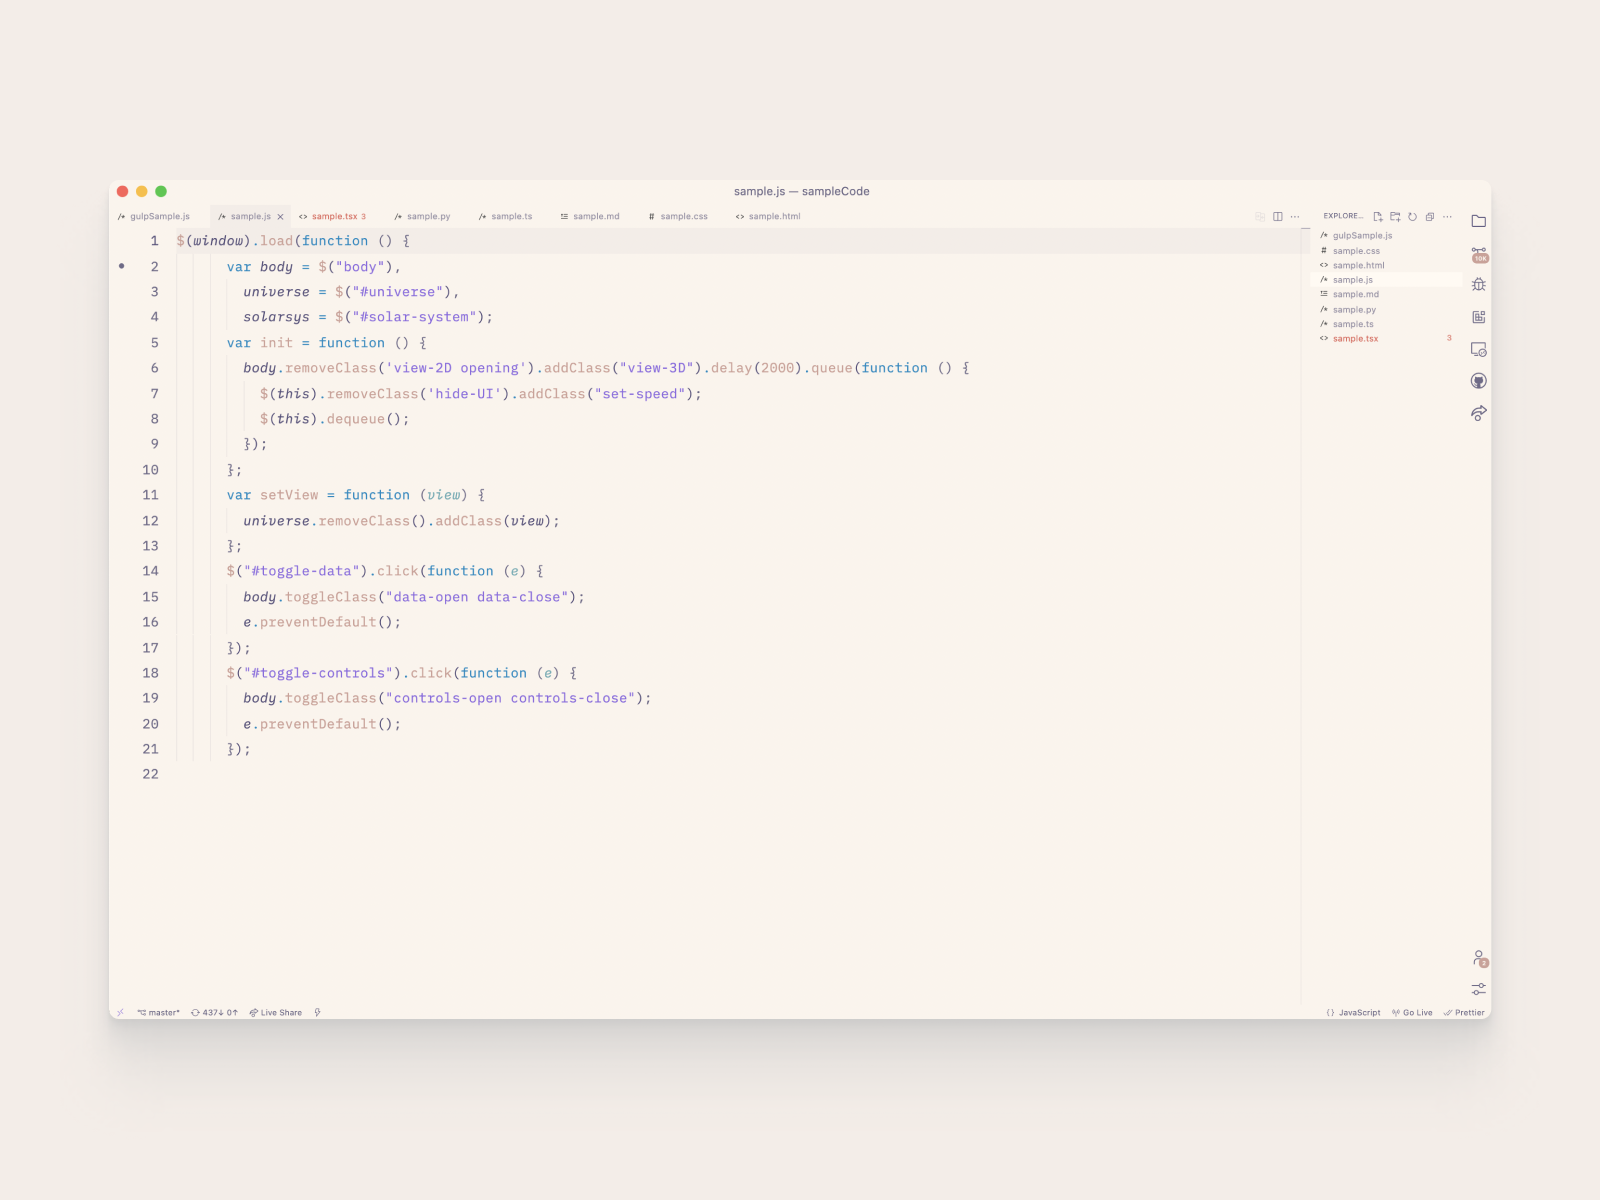 sample.js — sampleCode
gulpSample.js sample.js sample.tsx 3 sample.py sample.ts sample.md # sample.css <> sample.html
EXPLORE...
1 $(window).load(function () {
2 var body = $("body"),
3 universe = $("#universe"),
4 solarsys = $("#solar-system");
5 var init = function () {
6 body.removeClass('view-2D opening').addClass("view-3D").delay(2000).queue(function () {
7 $(this).removeClass('hide-UI').addClass("set-speed");
8 $(this).dequeue();
9 });
10 };
11 var setView = function (view) {
12 universe.removeClass().addClass(view);
13 };
14 $("#toggle-data").click(function (e) {
15 body.toggleClass("data-open data-close");
16 e.preventDefault();
17 });
18 $("#toggle-controls").click(function (e) {
19 body.toggleClass("controls-open controls-close");
20 e.preventDefault();
21 });
22
gulpSample.js
# sample.css
<> sample.html
sample.js
sample.md
sample.py
sample.ts
<> sample.tsx 3
10K
2
master* 437↓ 0↑ Live Share
{} JavaScript Go Live Prettier